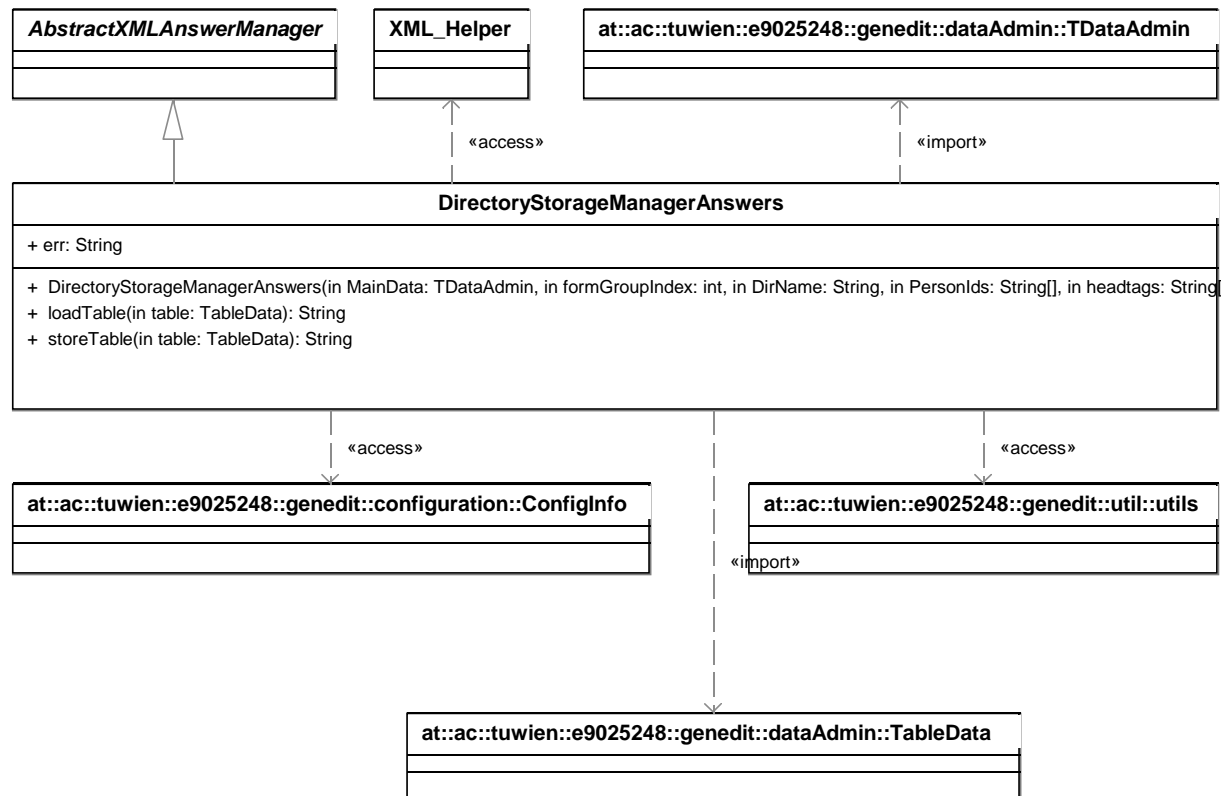 AbstractXMLAnswerManager
XML_Helper
at::ac::tuwien::e9025248::genedit::dataAdmin::TDataAdmin
«access»
«import»
DirectoryStorageManagerAnswers
+ err: String
+ DirectoryStorageManagerAnswers(in MainData: TDataAdmin, in formGroupIndex: int, in DirName: String, in PersonIds: String[], in headtags: String[
+ loadTable(in table: TableData): String
+ storeTable(in table: TableData): String
«access»
«access»
at::ac::tuwien::e9025248::genedit::configuration::ConfigInfo
at::ac::tuwien::e9025248::genedit::util::utils
«import»
at::ac::tuwien::e9025248::genedit::dataAdmin::TableData